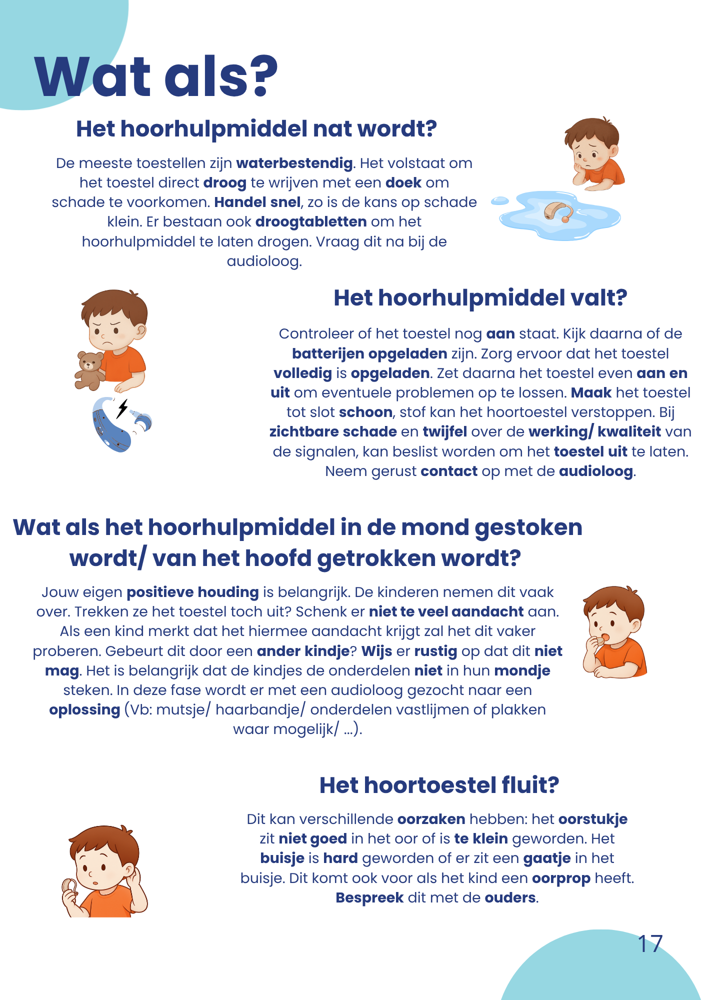 Wat als?
Het hoorhulpmiddel nat wordt?
De meeste toestellen zijn waterbestendig. Het volstaat om
het toestel direct droog te wrijven met een doek om
schade te voorkomen. Handel snel, zo is de kans op schade
klein. Er bestaan ook droogtabletten om het
hoorhulpmiddel te laten drogen. Vraag dit na bij de
audioloog.
Het hoorhulpmiddel valt?
Controleer of het toestel nog aan staat. Kijk daarna of de
batterijen opgeladen zijn. Zorg ervoor dat het toestel
volledig is opgeladen. Zet daarna het toestel even aan en
uit om eventuele problemen op te lossen. Maak het toestel
tot slot schoon, stof kan het hoortoestel verstoppen. Bij
zichtbare schade en twijfel over de werking/ kwaliteit van
de signalen, kan beslist worden om het toestel uit te laten.
Neem gerust contact op met de audioloog.
Wat als het hoorhulpmiddel in de mond gestoken
wordt/ van het hoofd getrokken wordt?
Jouw eigen positieve houding is belangrijk. De kinderen nemen dit vaak
over. Trekken ze het toestel toch uit? Schenk er niet te veel aandacht aan.
Als een kind merkt dat het hiermee aandacht krijgt zal het dit vaker
proberen. Gebeurt dit door een ander kindje? Wijs er rustig op dat dit niet
mag. Het is belangrijk dat de kindjes de onderdelen niet in hun mondje
steken. In deze fase wordt er met een audioloog gezocht naar een
oplossing (Vb: mutsje/ haarbandje/ onderdelen vastlijmen of plakken
waar mogelijk/ ...).
Het hoortoestel fluit?
Dit kan verschillende oorzaken hebben: het oorstukje
zit niet goed in het oor of is te klein geworden. Het
buisje is hard geworden of er zit een gaatje in het
buisje. Dit komt ook voor als het kind een oorprop heeft.
Bespreek dit met de ouders.
17